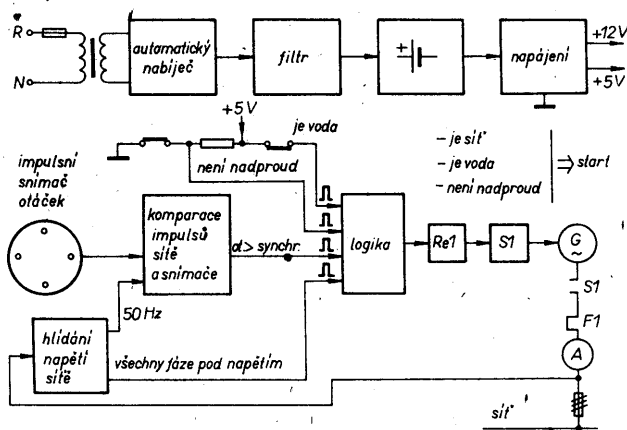 R
N
automatický
nabíječ
filtr
+
napájení
+12V
+5V
+5V
je voda
není nadproud
– je síť
– je voda
– není nadproud
⇒ start
impulsní
snímač
otáček
komparace
impulsů
sítě
a snímače
ot > synchr.
logika
Re1
S1
G
~
S1
F1
A
50 Hz
hlídání
napětí
sítě
všechny fáze pod napětím
síť